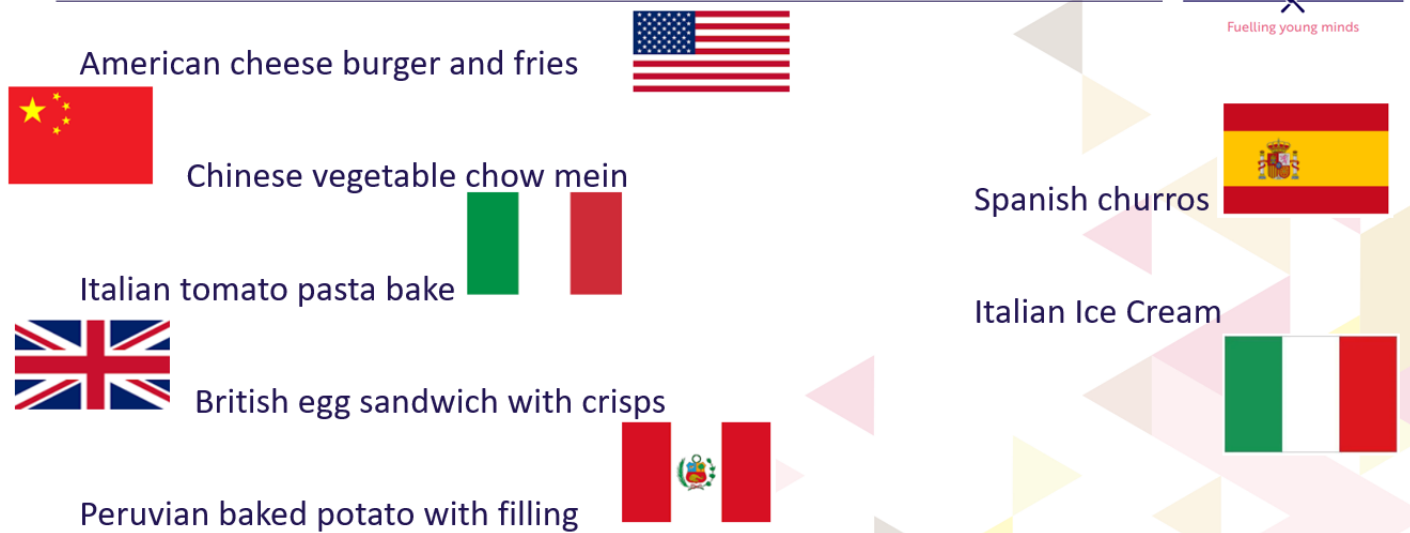 Fuelling young minds
American cheese burger and fries
Chinese vegetable chow mein
Italian tomato pasta bake
British egg sandwich with crisps
Peruvian baked potato with filling
Spanish churros
Italian Ice Cream